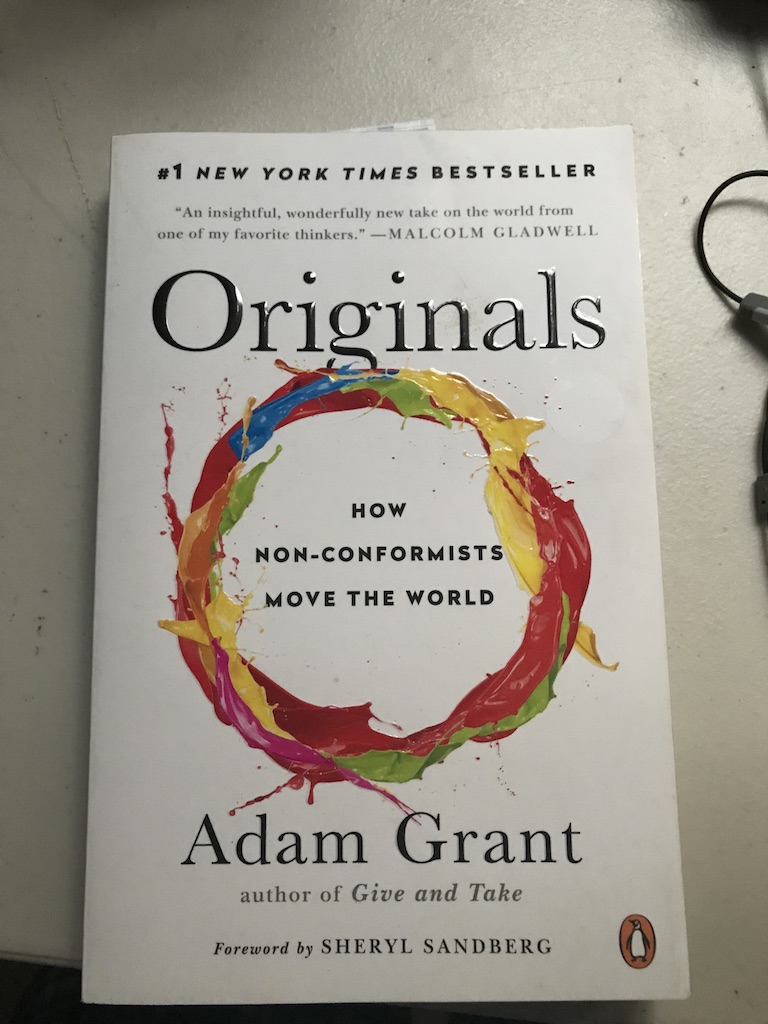 #1 NEW YORK TIMES BESTSELLER
“An insightful, wonderfully new take on the world from
one of my favorite thinkers.” —MALCOLM GLADWELL
Originals
HOW
NON-CONFORMISTS
MOVE THE WORLD
Adam Grant
author of Give and Take
Foreword by SHERYL SANDBERG